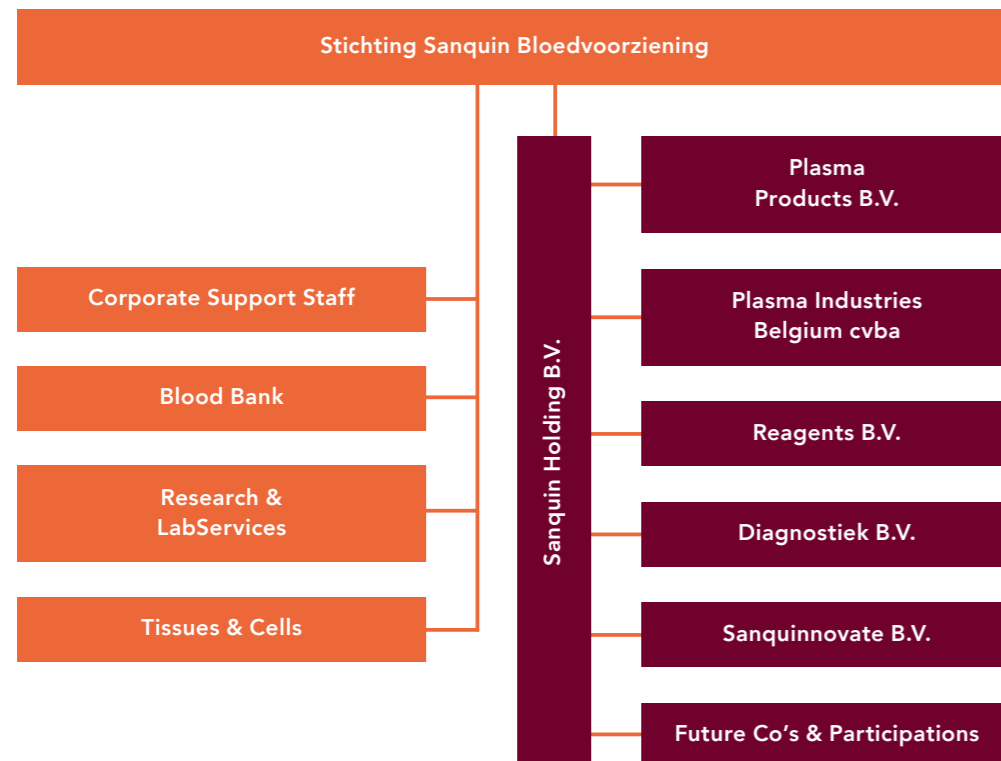 Stichting Sanquin Bloedvoorziening
Corporate Support Staff
Blood Bank
Research &
LabServices
Tissues & Cells
Sanquin Holding B.V.
Plasma
Products B.V.
Plasma Industries
Belgium cvba
Reagents B.V.
Diagnostiek B.V.
Sanquinnovate B.V.
Future Co’s & Participations